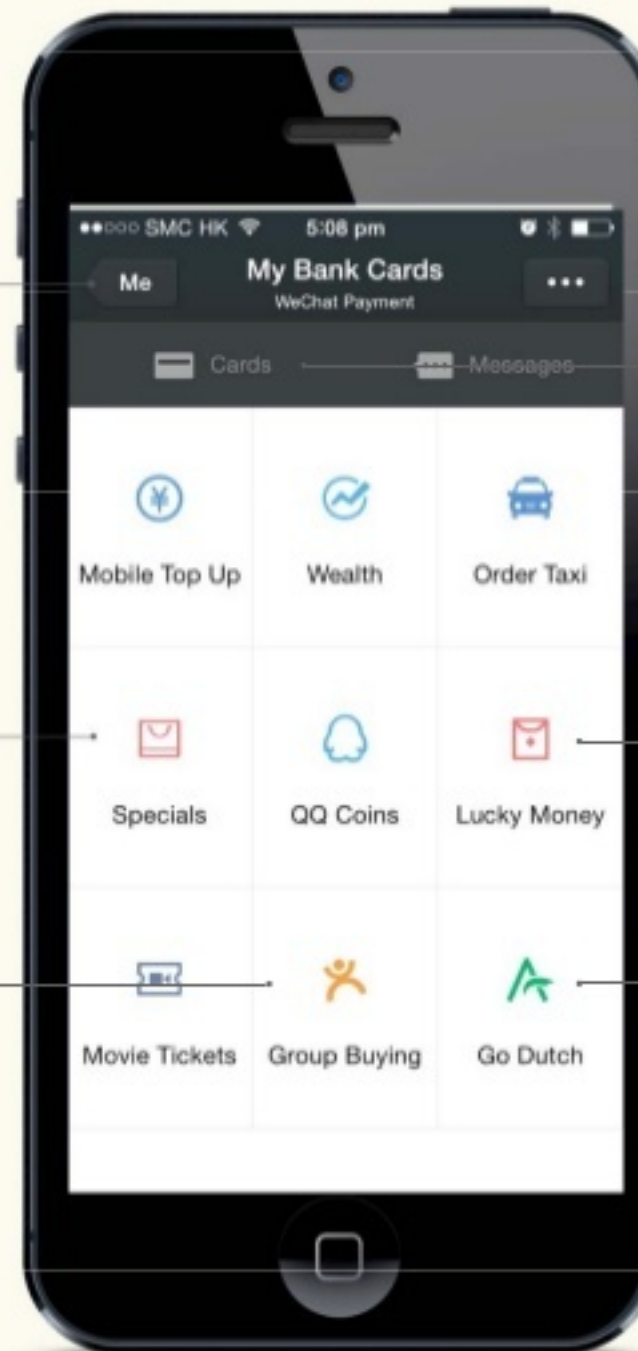 SMC HK 5:08 pm
Me My Bank Cards ...
WeChat Payment
Cards Messages
Mobile Top Up Wealth Order Taxi
Specials QQ Coins Lucky Money
Movie Tickets Group Buying Go Dutch